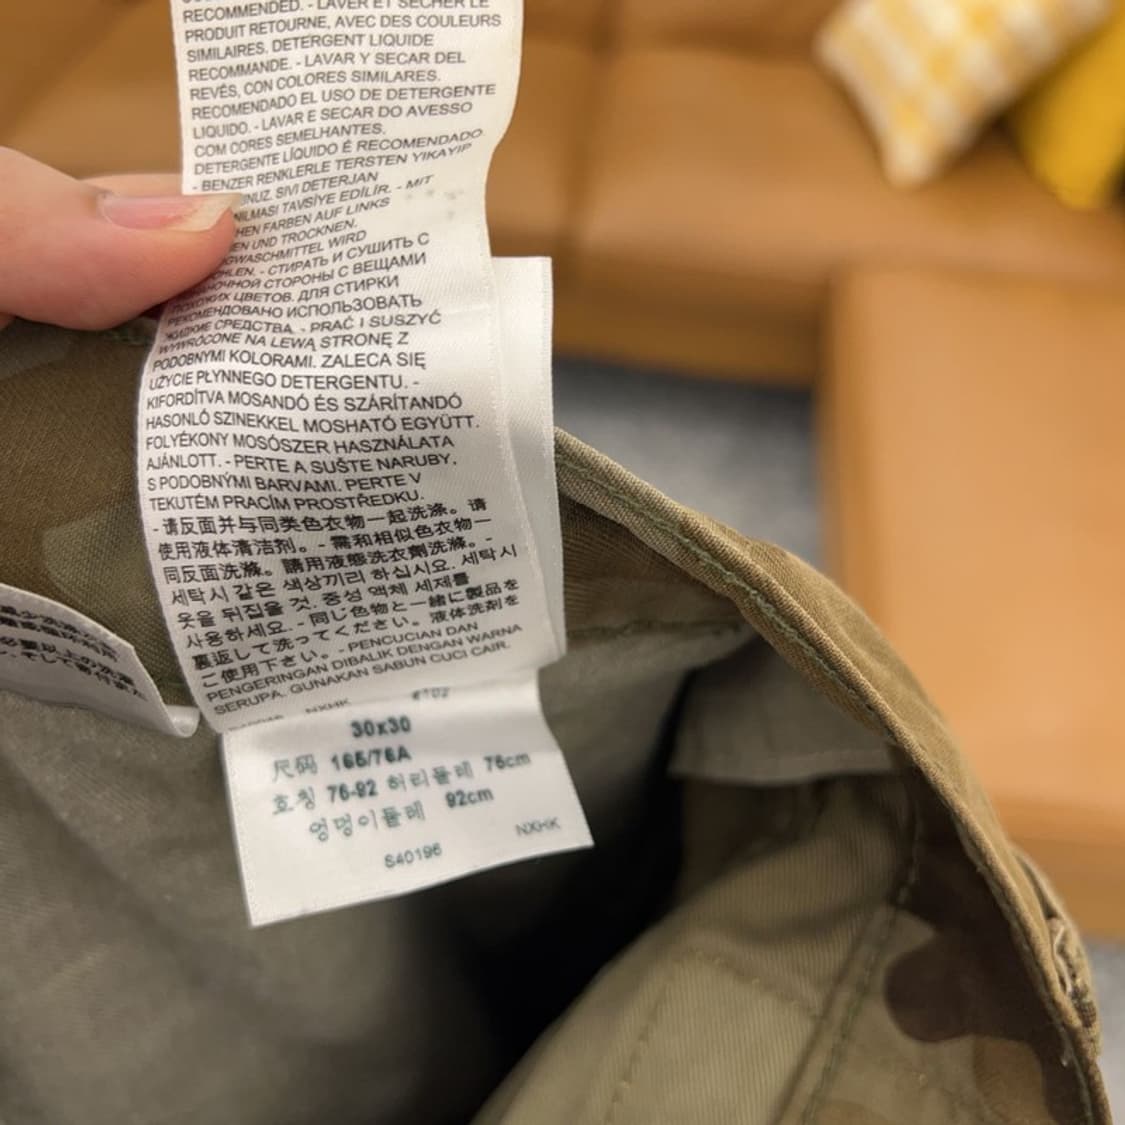 RECOMMENDED. - LAVER ET SÉCHER LE
PRODUIT RETOURNÉ, AVEC DES COULEURS
SIMILAIRES, DETERGENT LIQUIDE
RECOMMANDE. - LAVAR Y SECAR DEL
REVÉS, CON COLORES SIMILARES.
RECOMENDADO EL USO DE DETERGENTE
LIQUIDO. - LAVAR E SECAR DO AVESSO
COM CORES SEMELHANTES.
DETERGENTE LÍQUIDO É RECOMENDADO
- BENZER RENKLERLE TERSTEN YIKAYIP
SIVI DETERJAN
TAVSİYE EDİLİR. - MIT
FARBEN AUF LINKS
UND TROCKNEN.
WIRD
- СТИРАТЬ И СУШИТЬ С
СТОРОНЫ С ВЕЩАМИ
ПОХОЖИХ ЦВЕТОВ. ДЛЯ СТИРКИ
РЕКОМЕНДОВАНО ИСПОЛЬЗОВАТЬ
ЖИДКИЕ СРЕДСТВА. - PRAĆ I SUSZYĆ
WYWRÓCONE NA LEWĄ STRONĘ Z
PODOBNYMI KOLORAMI. ZALECA SIĘ
UŻYCIE PŁYNNEGO DETERGENTU. -
KIFORDÍTVA MOSANDÓ ÉS SZÁRÍTANDÓ
HASONLÓ SZINEKKEL MOSHATÓ EGYÜTT.
FOLYÉKONY MOSÓSZER HASZNÁLATA
AJÁNLOTT. - PERTE A SUŠTE NARUBY,
S PODOBNÝMI BARVAMI. PERTE V
TEKUTÉM PRACÍM PROSTŘEDKU.
- 请反面并与同类色衣物一起洗涤。请
使用液体清洁剂。- 需和相似色衣物一
同反面洗滌。請用液態洗衣劑洗滌。-
세탁시 같은 색상끼리 하십시요. 세탁시
옷을 뒤집을 것. 중성 액체 세제를
사용하세요. - 同じ色物と一緒に製品を
裏返して洗ってください。液体洗剤を
ご使用下さい。- PENCUCIAN DAN
PENGERINGAN DIBALIK DENGAN WARNA
SERUPA. GUNAKAN SABUN CUCI CAIR.
NXHK
30x30
尺码 165/76A
호칭 76-92 허리둘레 76cm
엉덩이둘레 92cm
NXHK
S40196